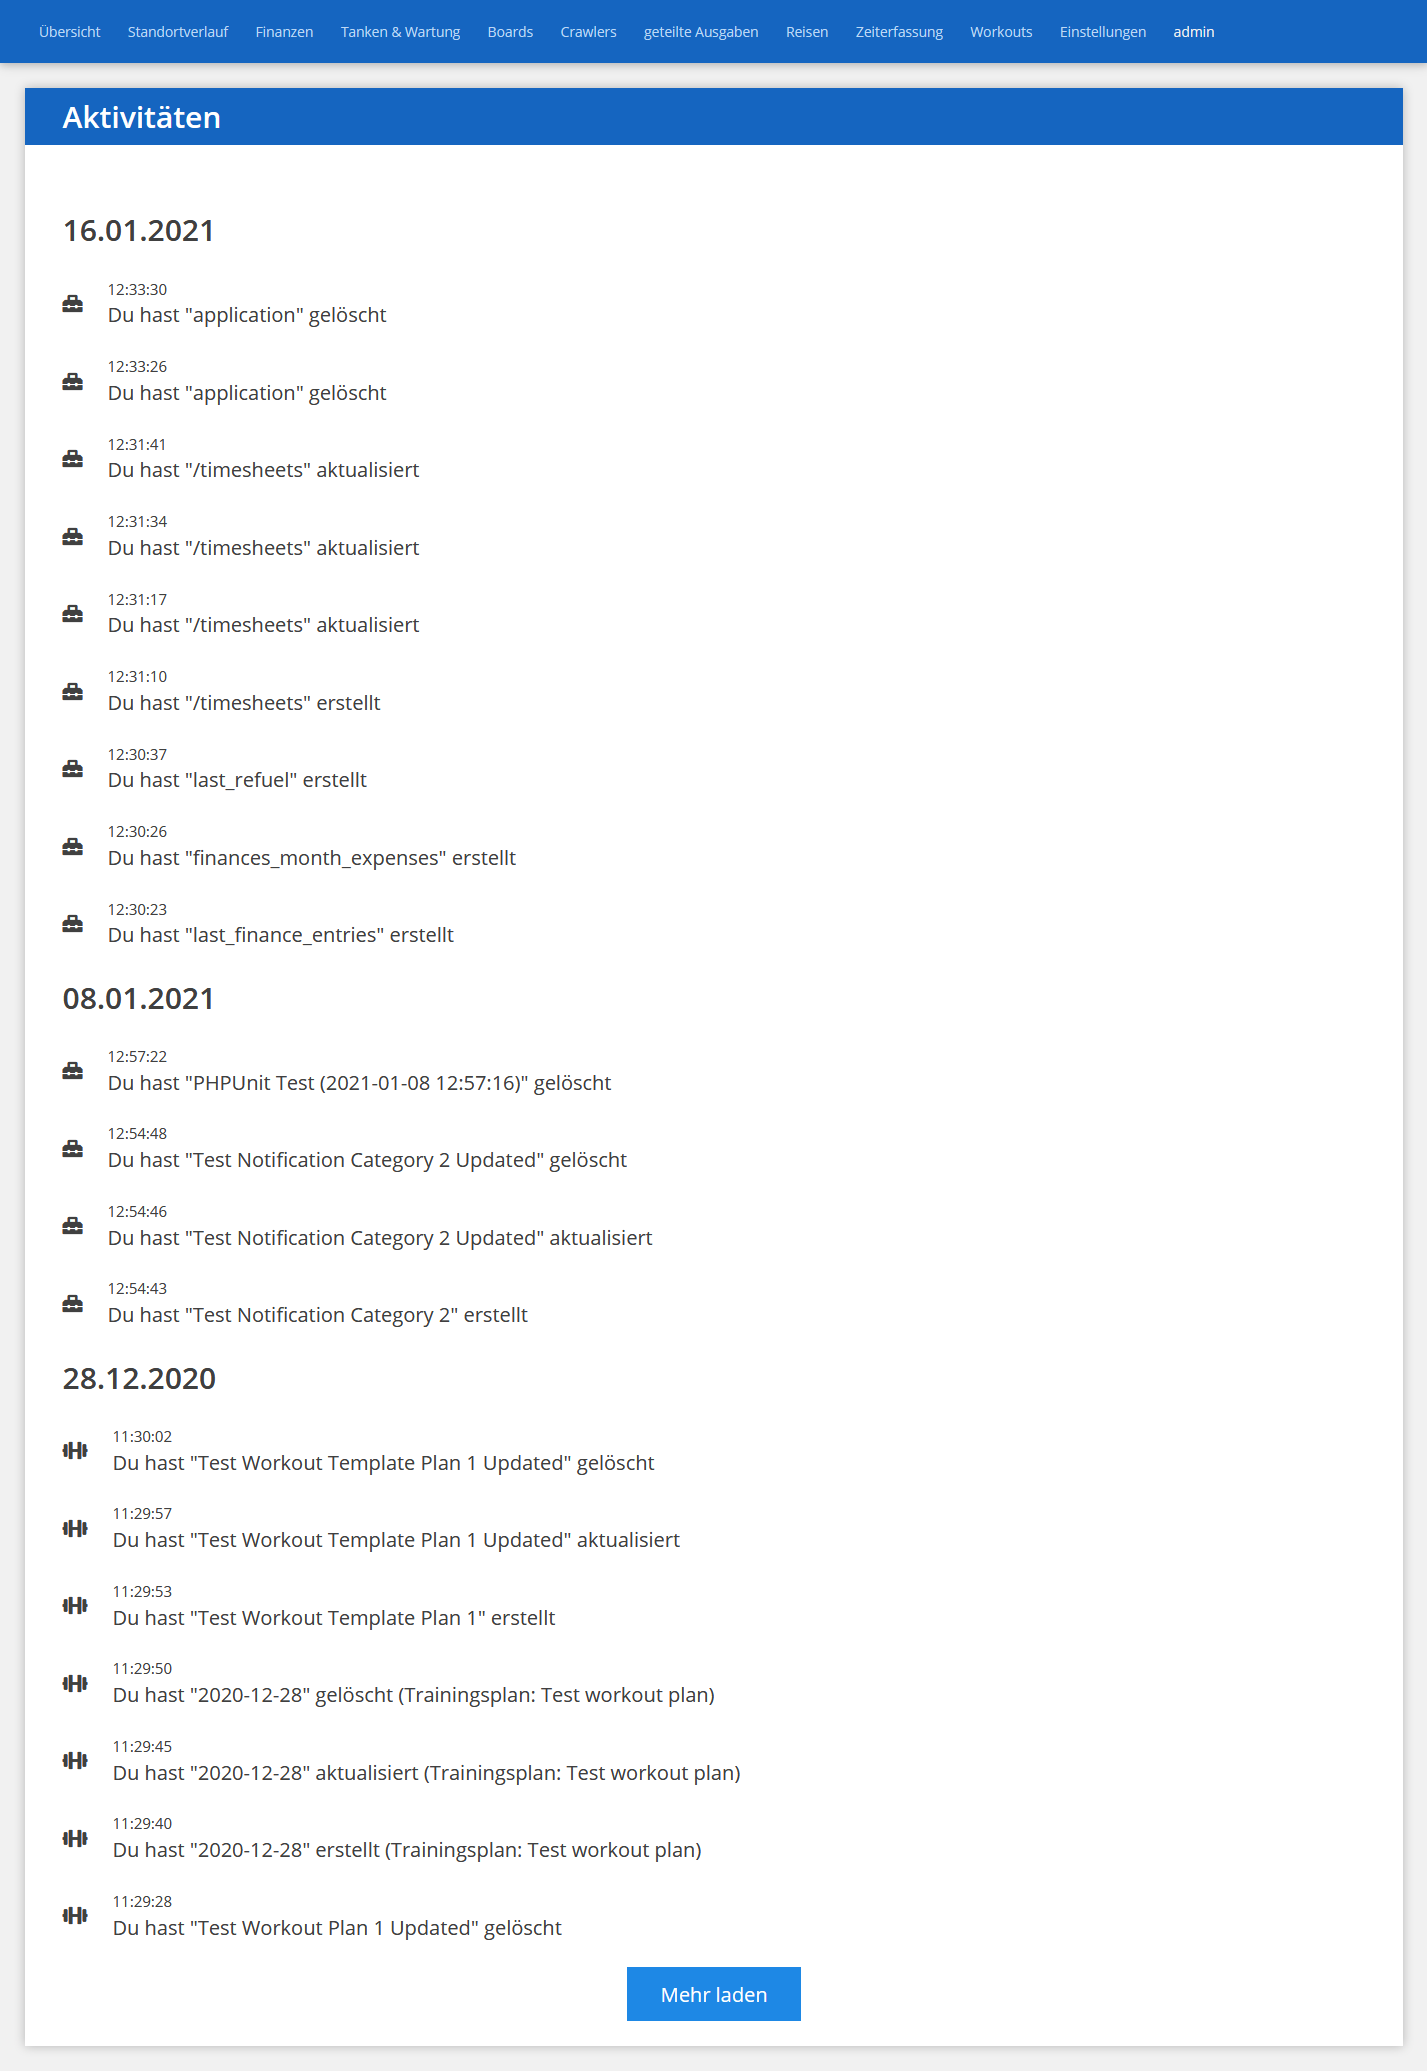 Übersicht Standortverlauf Finanzen Tanken & Wartung Boards Crawlers geteilte Ausgaben Reisen Zeiterfassung Workouts Einstellungen admin
Aktivitäten
16.01.2021
12:33:30
Du hast "application" gelöscht
12:33:26
Du hast "application" gelöscht
12:31:41
Du hast "/timesheets" aktualisiert
12:31:34
Du hast "/timesheets" aktualisiert
12:31:17
Du hast "/timesheets" aktualisiert
12:31:10
Du hast "/timesheets" erstellt
12:30:37
Du hast "last_refuel" erstellt
12:30:26
Du hast "finances_month_expenses" erstellt
12:30:23
Du hast "last_finance_entries" erstellt
08.01.2021
12:57:22
Du hast "PHPUnit Test (2021-01-08 12:57:16)" gelöscht
12:54:48
Du hast "Test Notification Category 2 Updated" gelöscht
12:54:46
Du hast "Test Notification Category 2 Updated" aktualisiert
12:54:43
Du hast "Test Notification Category 2" erstellt
28.12.2020
11:30:02
Du hast "Test Workout Template Plan 1 Updated" gelöscht
11:29:57
Du hast "Test Workout Template Plan 1 Updated" aktualisiert
11:29:53
Du hast "Test Workout Template Plan 1" erstellt
11:29:50
Du hast "2020-12-28" gelöscht (Trainingsplan: Test workout plan)
11:29:45
Du hast "2020-12-28" aktualisiert (Trainingsplan: Test workout plan)
11:29:40
Du hast "2020-12-28" erstellt (Trainingsplan: Test workout plan)
11:29:28
Du hast "Test Workout Plan 1 Updated" gelöscht
Mehr laden